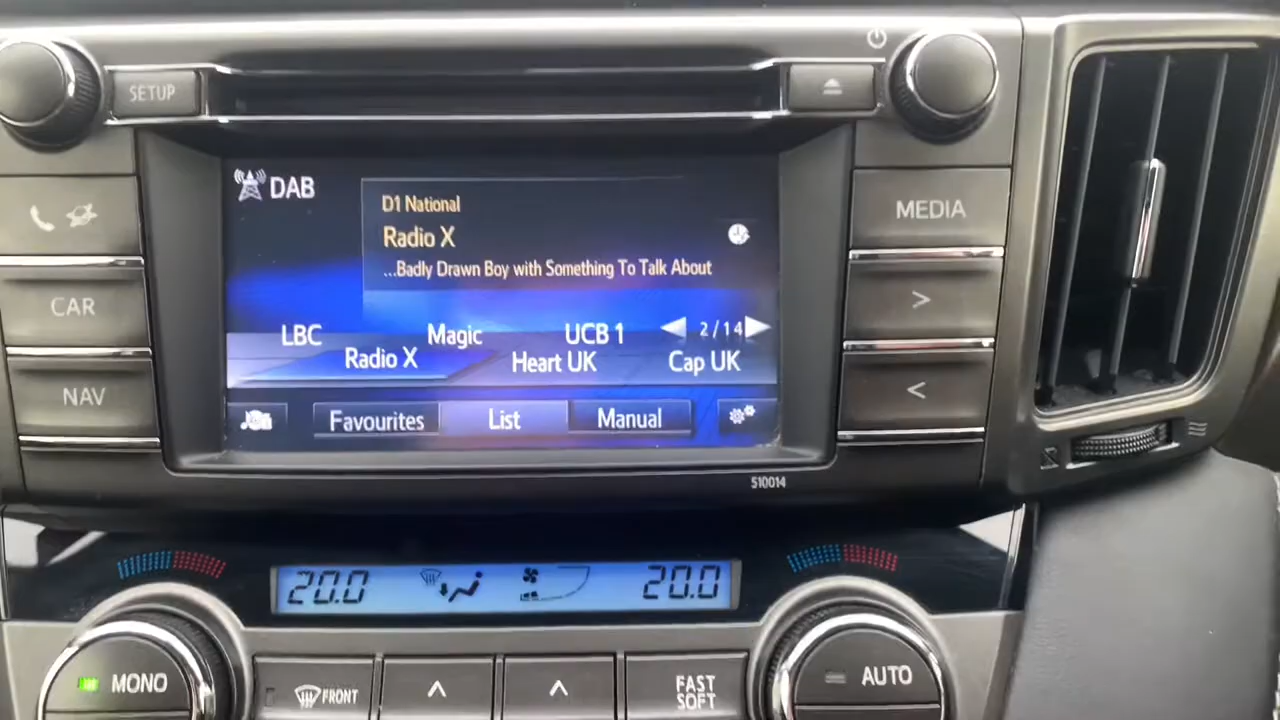 SETUP
DAB
D1 National
Radio X
...Badly Drawn Boy with Something To Talk About
MEDIA
>
CAR
LBC Magic UCB 1 2 / 14
Radio X Heart UK Cap UK
NAV
<
Favourites List Manual
510014
20.0 20.0
MONO
FRONT
FAST
SOFT
AUTO